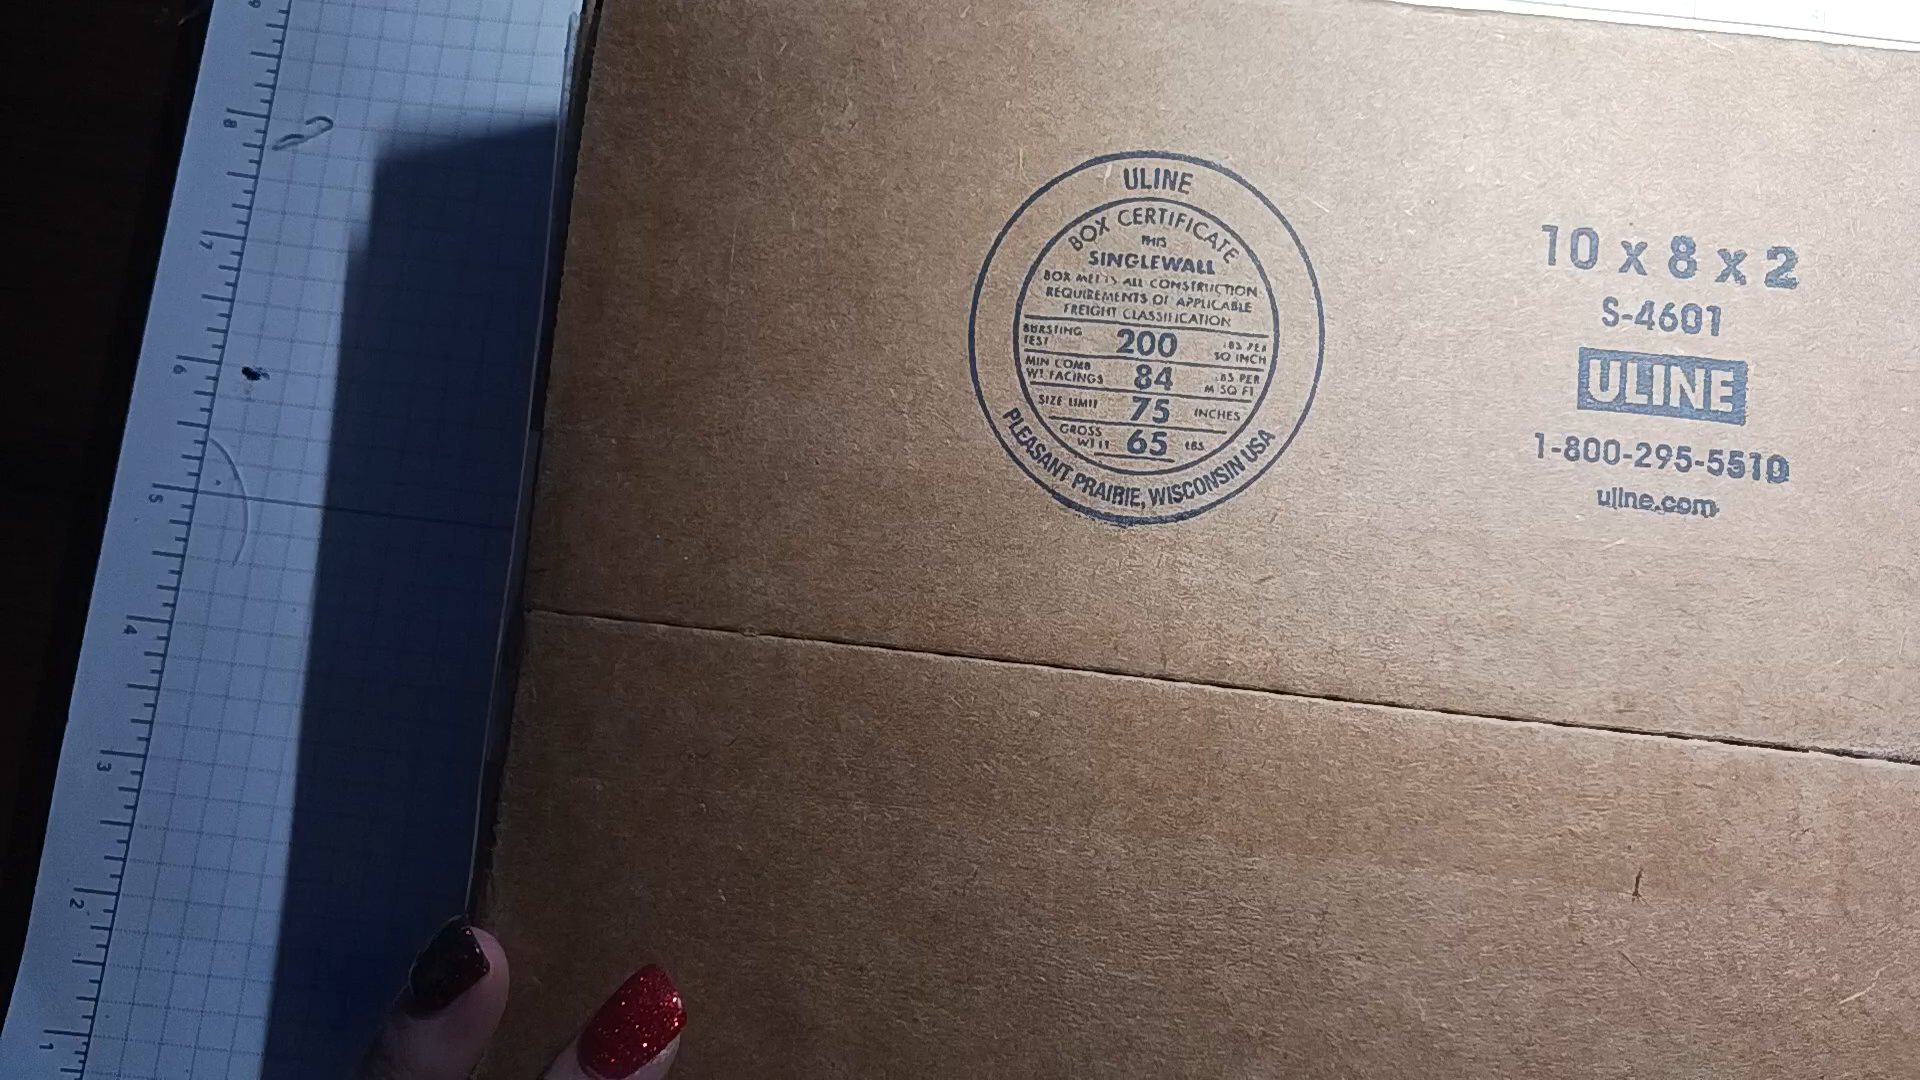 ULINE
BOX CERTIFICATE
THIS
SINGLEWALL
BOX MEETS ALL CONSTRUCTION
REQUIREMENTS OF APPLICABLE
FREIGHT CLASSIFICATION
BURSTING TEST 200 LBS PER SQ INCH
MIN COMB WT FACINGS 84 LBS PER M SQ FT
SIZE LIMIT 75 INCHES
GROSS WT LT 65 LBS
PLEASANT PRAIRIE, WISCONSIN USA
10 x 8 x 2
S-4601
ULINE
1-800-295-5510
uline.com
9
8
7
6
5
4
3
2
1